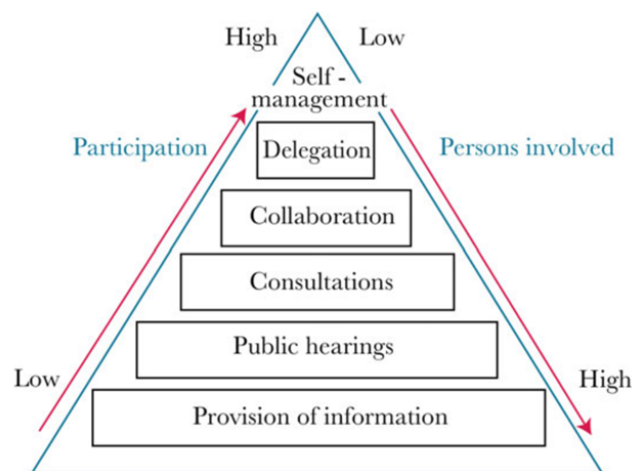 High Low
Self -
management
Participation Delegation Persons involved
Collaboration
Consultations
Public hearings
Low High
Provision of information